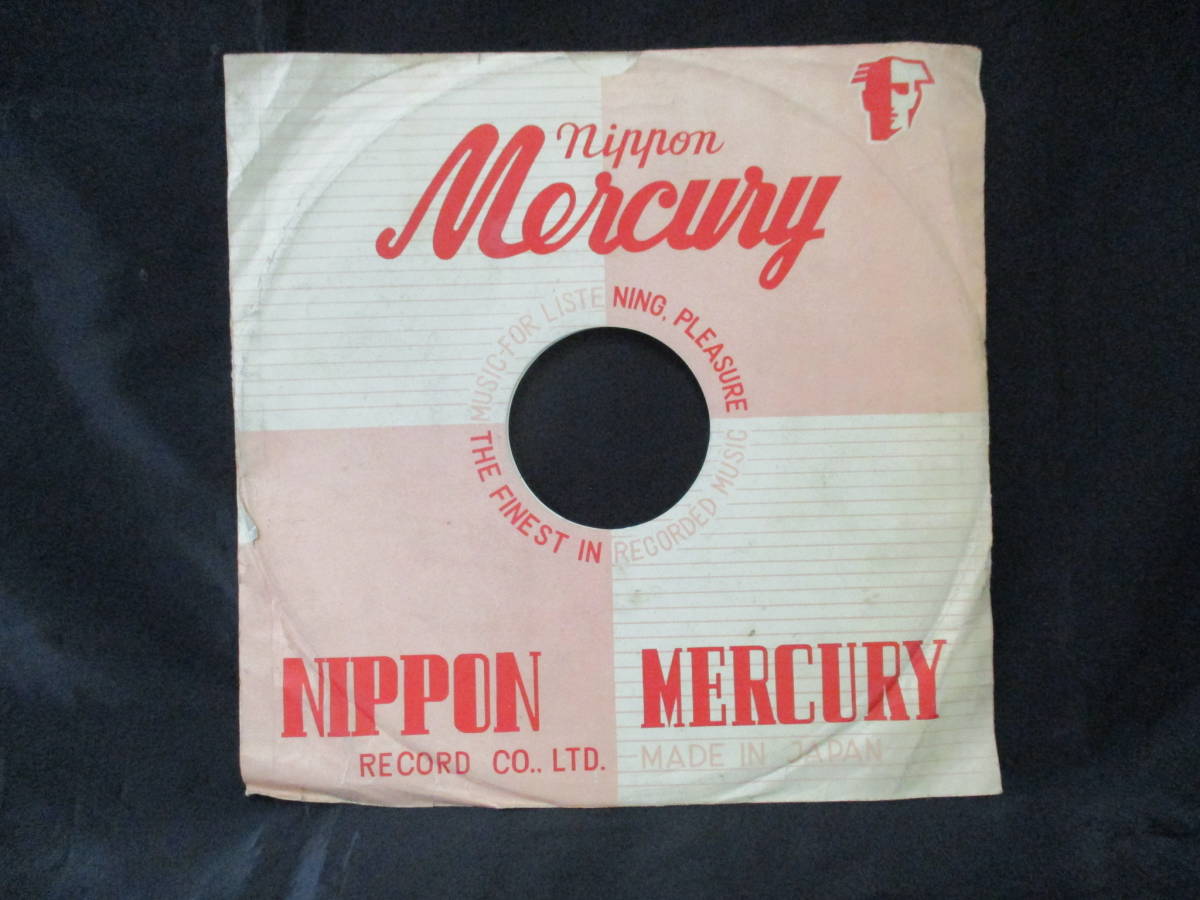 Nippon
Mercury
MUSIC-FOR LISTENING, PLEASURE
THE FINEST IN RECORDED MUSIC
NIPPON MERCURY
RECORD CO.. LTD. MADE IN JAPAN